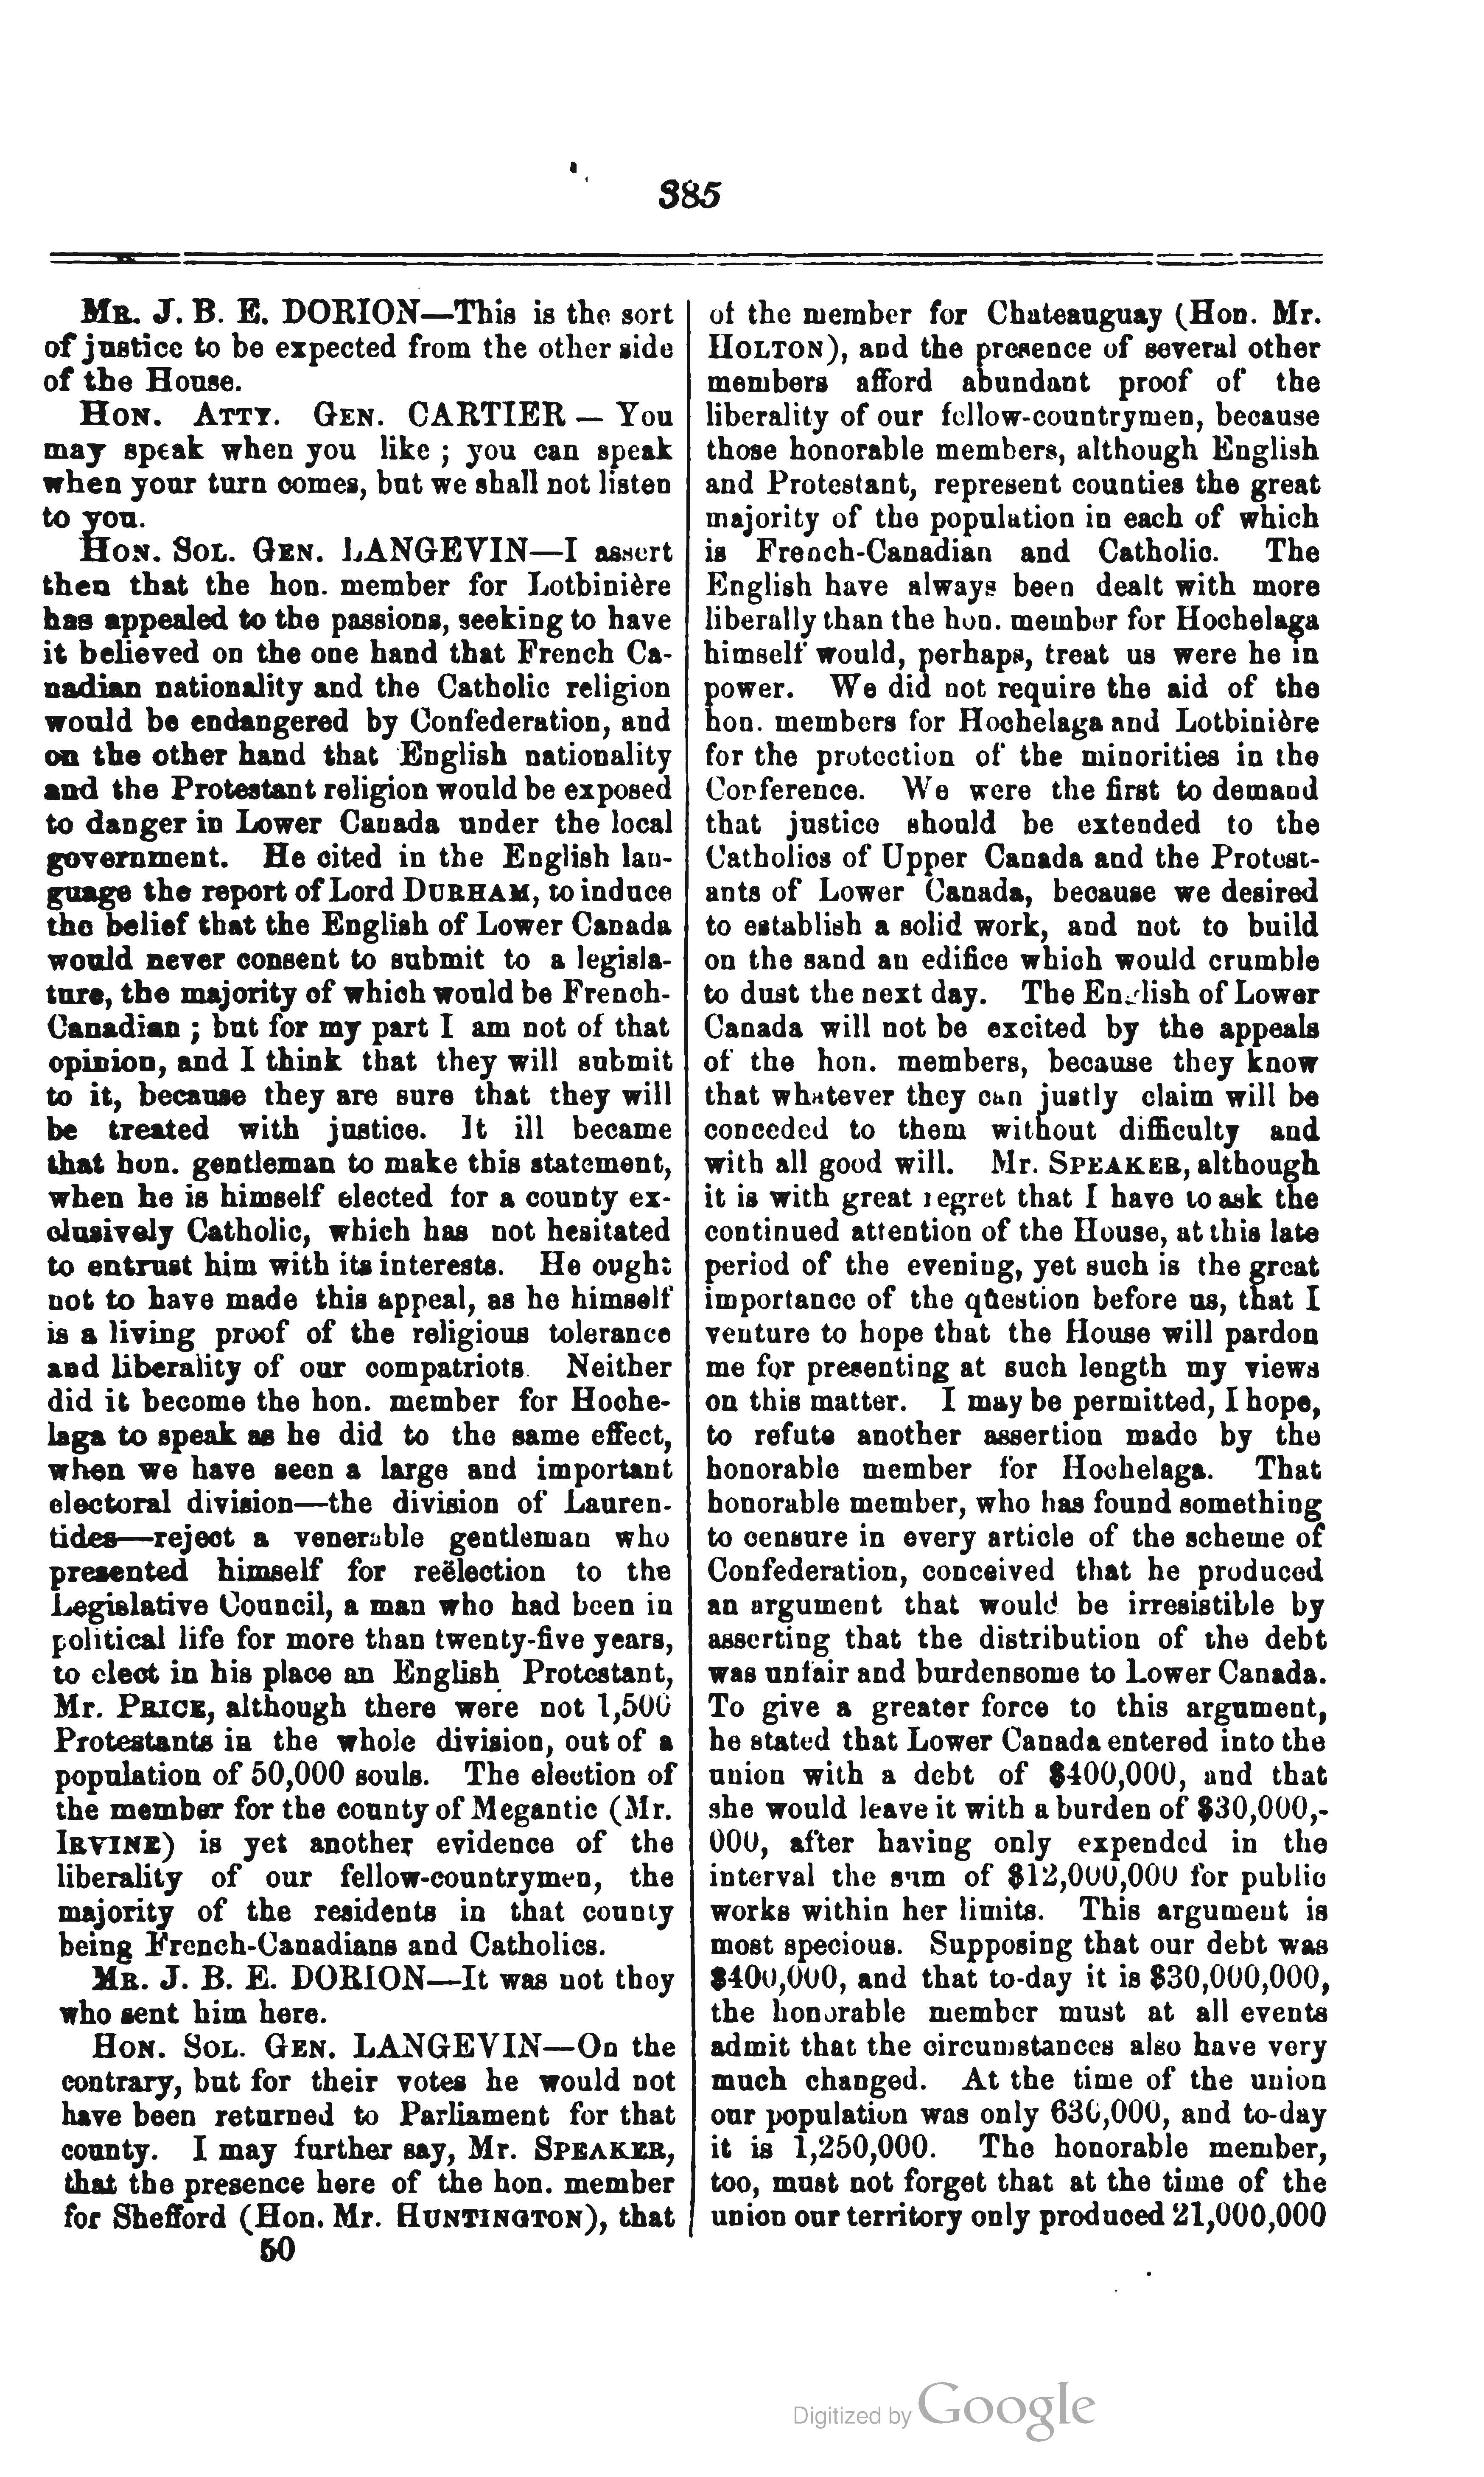 385
MR. J. B. E. DORION—This is the sort
of justice to be expected from the other side
of the House.
HON. ATTY. GEN. CARTIER — You
may speak when you like ; you can speak
when your turn comes, but we shall not listen
to you.
HON. SOL. GEN. LANGEVIN—I assert
then that the hon. member for Lotbinière
has appealed to the passions, seeking to have
it believed on the one hand that French Ca-
nadian nationality and the Catholic religion
would be endangered by Confederation, and
on the other hand that English nationality
and the Protestant religion would be exposed
to danger in Lower Canada under the local
government. He cited in the English lan-
guage the report of Lord DURHAM, to induce
the belief that the English of Lower Canada
would never consent to submit to a legisla-
ture, the majority of which would be French-
Canadian ; but for my part I am not of that
opinion, and I think that they will submit
to it, because they are sure that they will
be treated with justice. It ill became
that hon. gentleman to make this statement,
when he is himself elected for a county ex-
clusively Catholic, which has not hesitated
to entrust him with its interests. He ought
not to have made this appeal, as he himself
is a living proof of the religious tolerance
and liberality of our compatriots. Neither
did it become the hon. member for Hoche-
laga to speak as he did to the same effect,
when we have seen a large and important
electoral division—the division of Lauren-
tides—reject a venerable gentleman who
presented himself for reëlection to the
Legislative Council, a man who had been in
political life for more than twenty-five years,
to elect in his place an English Protestant,
Mr. PRICE, although there were not 1,500
Protestants in the whole division, out of a
population of 50,000 souls. The election of
the member for the county of Megantic (Mr.
IRVINE) is yet another evidence of the
liberality of our fellow-countrymen, the
majority of the residents in that county
being French-Canadians and Catholics.
MR. J. B. E. DORION—It was not they
who sent him here.
HON. SOL. GEN. LANGEVIN—On the
contrary, but for their votes he would not
have been returned to Parliament for that
county. I may further say, Mr. SPEAKER,
that the presence here of the hon. member
for Shefford (Hon. Mr. HUNTINGTON), that
50
of the member for Chateauguay (Hon. Mr.
HOLTON), and the presence of several other
members afford abundant proof of the
liberality of our fellow-countrymen, because
those honorable members, although English
and Protestant, represent counties the great
majority of the population in each of which
is French-Canadian and Catholic. The
English have always been dealt with more
liberally than the hon. member for Hochelaga
himself would, perhaps, treat us were he in
power. We did not require the aid of the
hon. members for Hochelaga and Lotbinière
for the protection of the minorities in the
Conference. We were the first to demand
that justice should be extended to the
Catholics of Upper Canada and the Protest-
ants of Lower Canada, because we desired
to establish a solid work, and not to build
on the sand an edifice which would crumble
to dust the next day. The English of Lower
Canada will not be excited by the appeals
of the hon. members, because they know
that whatever they can justly claim will be
conceded to them without difficulty and
with all good will. Mr. SPEAKER, although
it is with great regret that I have to ask the
continued attention of the House, at this late
period of the evening, yet such is the great
importance of the question before us, that I
venture to hope that the House will pardon
me for presenting at such length my views
on this matter. I may be permitted, I hope,
to refute another assertion made by the
honorable member for Hochelaga. That
honorable member, who has found something
to censure in every article of the scheme of
Confederation, conceived that he produced
an argument that would be irresistible by
asserting that the distribution of the debt
was unfair and burdensome to Lower Canada.
To give a greater force to this argument,
he stated that Lower Canada entered into the
union with a debt of $400,000, and that
she would leave it with a burden of $30,000,-
000, after having only expended in the
interval the sum of $12,000,000 for public
works within her limits. This argument is
most specious. Supposing that our debt was
$400,000, and that to-day it is $30,000,000,
the honorable member must at all events
admit that the circumstances also have very
much changed. At the time of the union
our population was only 630,000, and to-day
it is 1,250,000. The honorable member,
too, must not forget that at the time of the
union our territory only produced 21,000,000
Digitized by Google